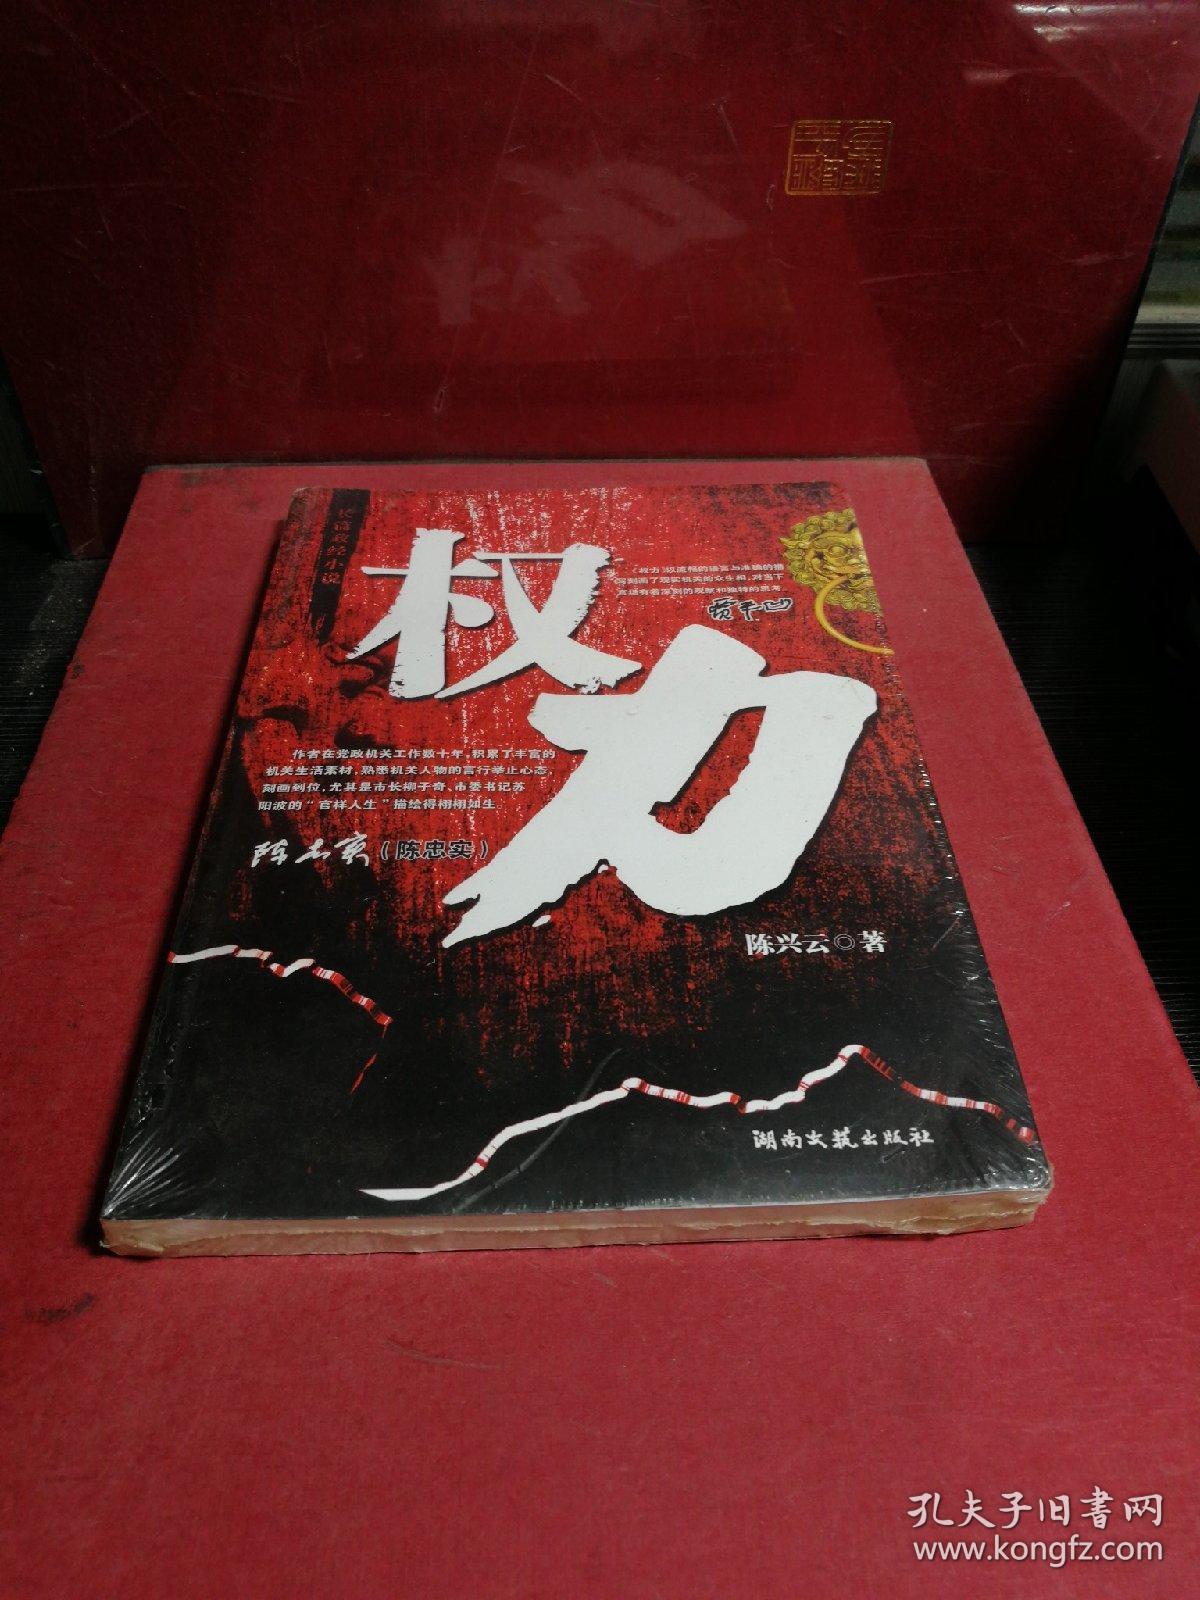 长篇政经小说
权力
《权力》以流畅的语言与准确的描
写刻画了现实机关的众生相,对当下
官场有着深刻的观察和独特的思考。
贾平凹
作者在党政机关工作数十年,积累了丰富的
机关生活素材,熟悉机关人物的言行举止心态,
刻画到位,尤其是市长柳子奇、市委书记苏
阳波的“官样人生”描绘得栩栩如生。
陈忠实(陈忠实)
陈兴云◎著
湖南文艺出版社
孔夫子旧书网
www.kongfz.com